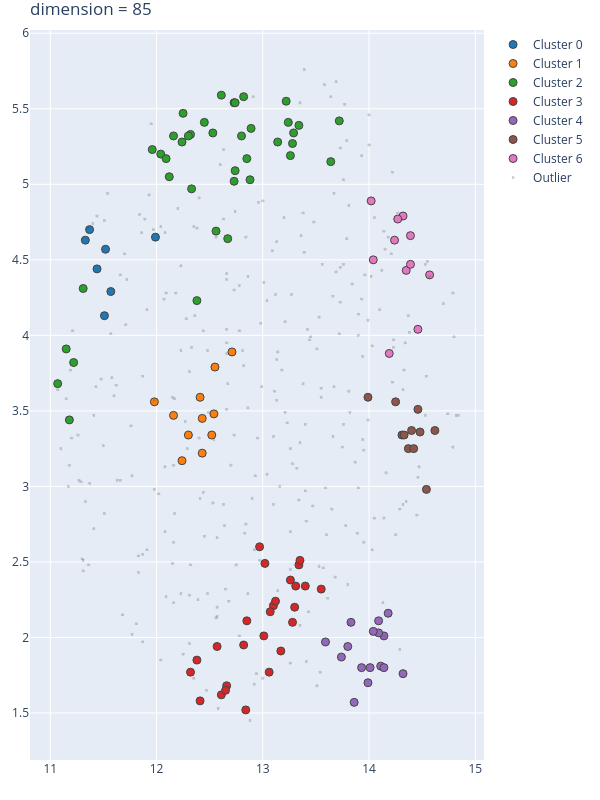 dimension = 85
6
5.5
5
4.5
4
3.5
3
2.5
2
1.5
11
12
13
14
15
Cluster 0
Cluster 1
Cluster 2
Cluster 3
Cluster 4
Cluster 5
Cluster 6
Outlier